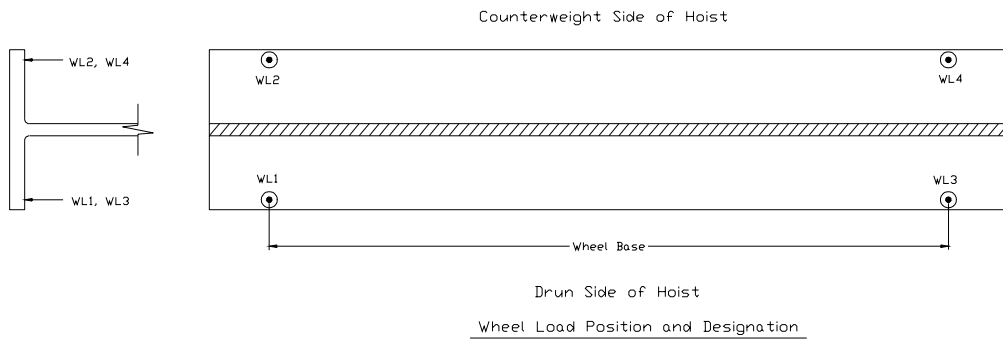 Counterweight Side of Hoist
WL2, WL4
WL2
WL4
WL1
WL3
WL1, WL3
Wheel Base
Drun Side of Hoist
Wheel Load Position and Designation